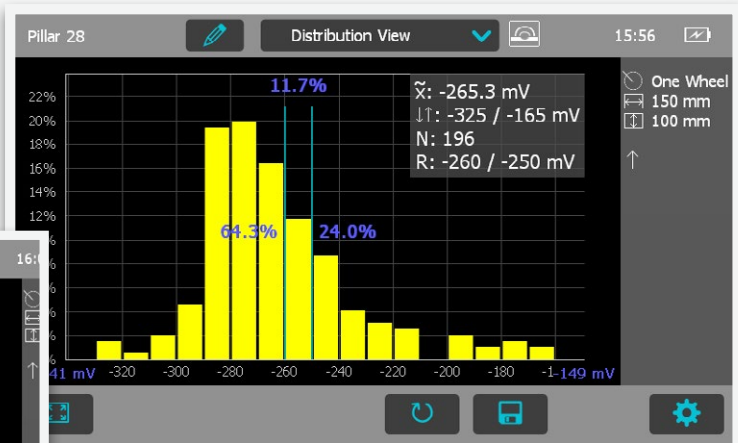 Pillar 28
Distribution View
15:56
22%
20%
18%
16%
14%
12%
11.7%
64.3%
24.0%
x̃: -265.3 mV
↓↑: -325 / -165 mV
N: 196
R: -260 / -250 mV
One Wheel
150 mm
100 mm
↑
41 mV
-320
-300
-280
-260
-240
-220
-200
-180
-149 mV